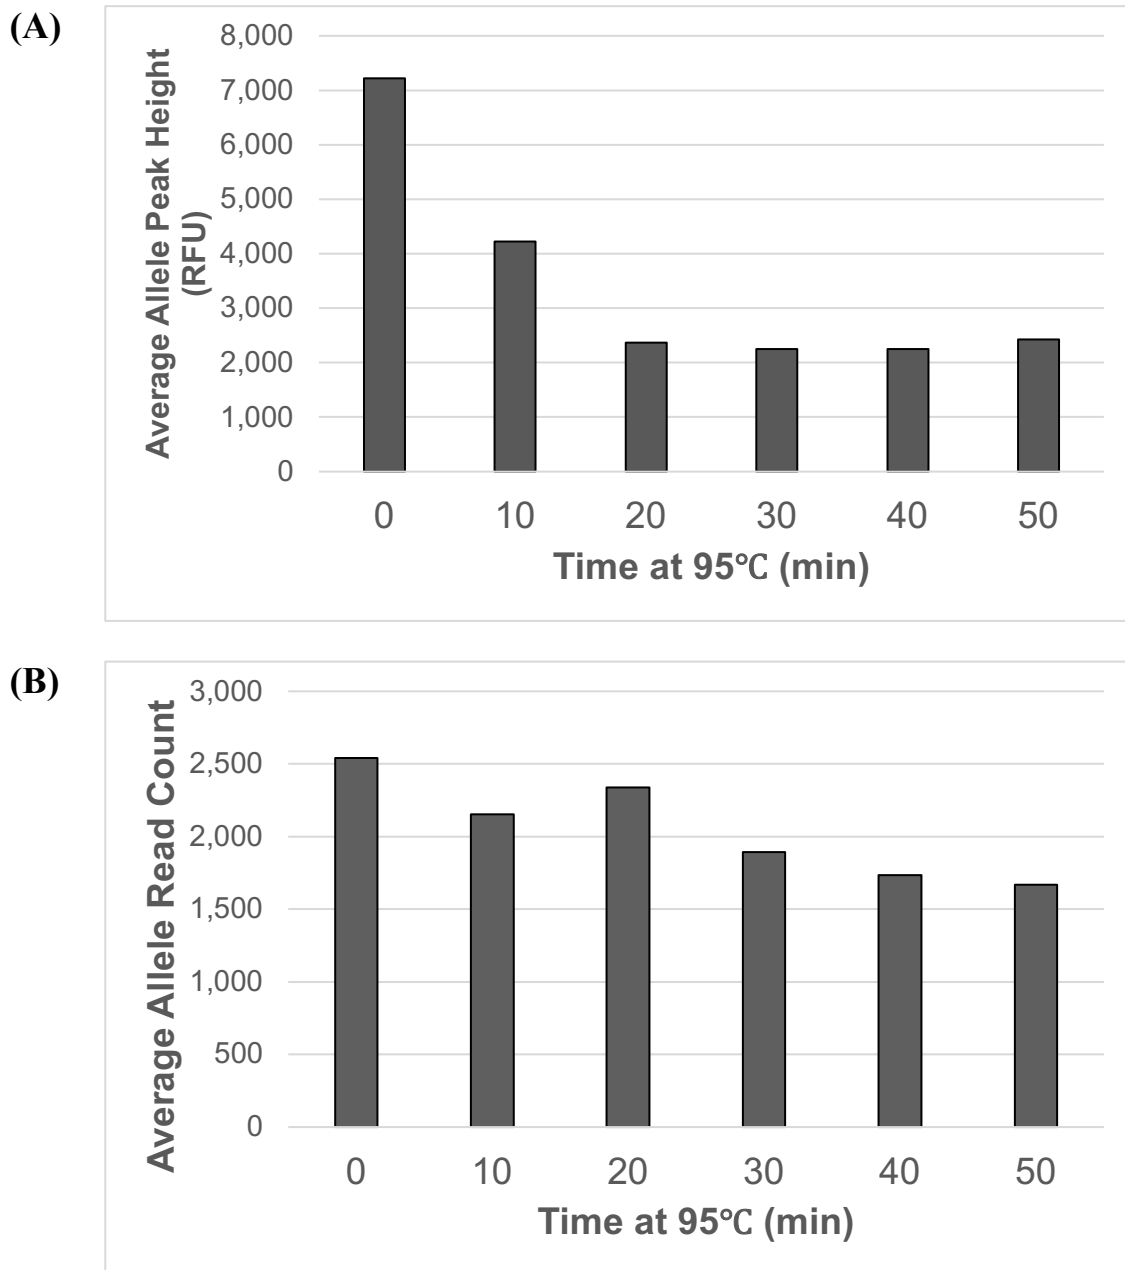 (A)
Average Allele Peak Height
(RFU)
8,000
7,000
6,000
5,000
4,000
3,000
2,000
1,000
0
0 10 20 30 40 50
Time at 95℃ (min)
(B)
Average Allele Read Count
3,000
2,500
2,000
1,500
1,000
500
0
0 10 20 30 40 50
Time at 95℃ (min)